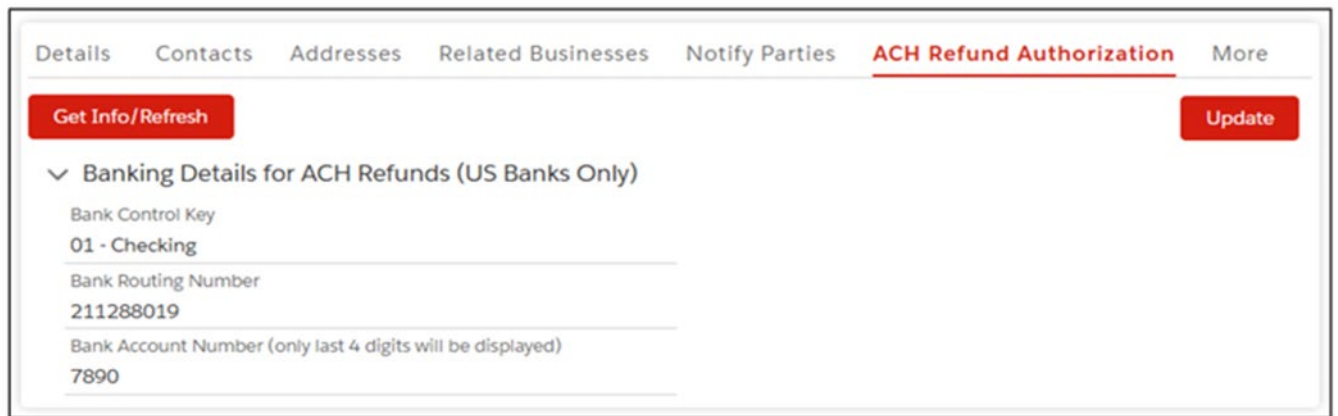 Details Contacts Addresses Related Businesses Notify Parties ACH Refund Authorization More
Get Info/Refresh Update
Banking Details for ACH Refunds (US Banks Only)
Bank Control Key
01 - Checking
Bank Routing Number
211288019
Bank Account Number (only last 4 digits will be displayed)
7890